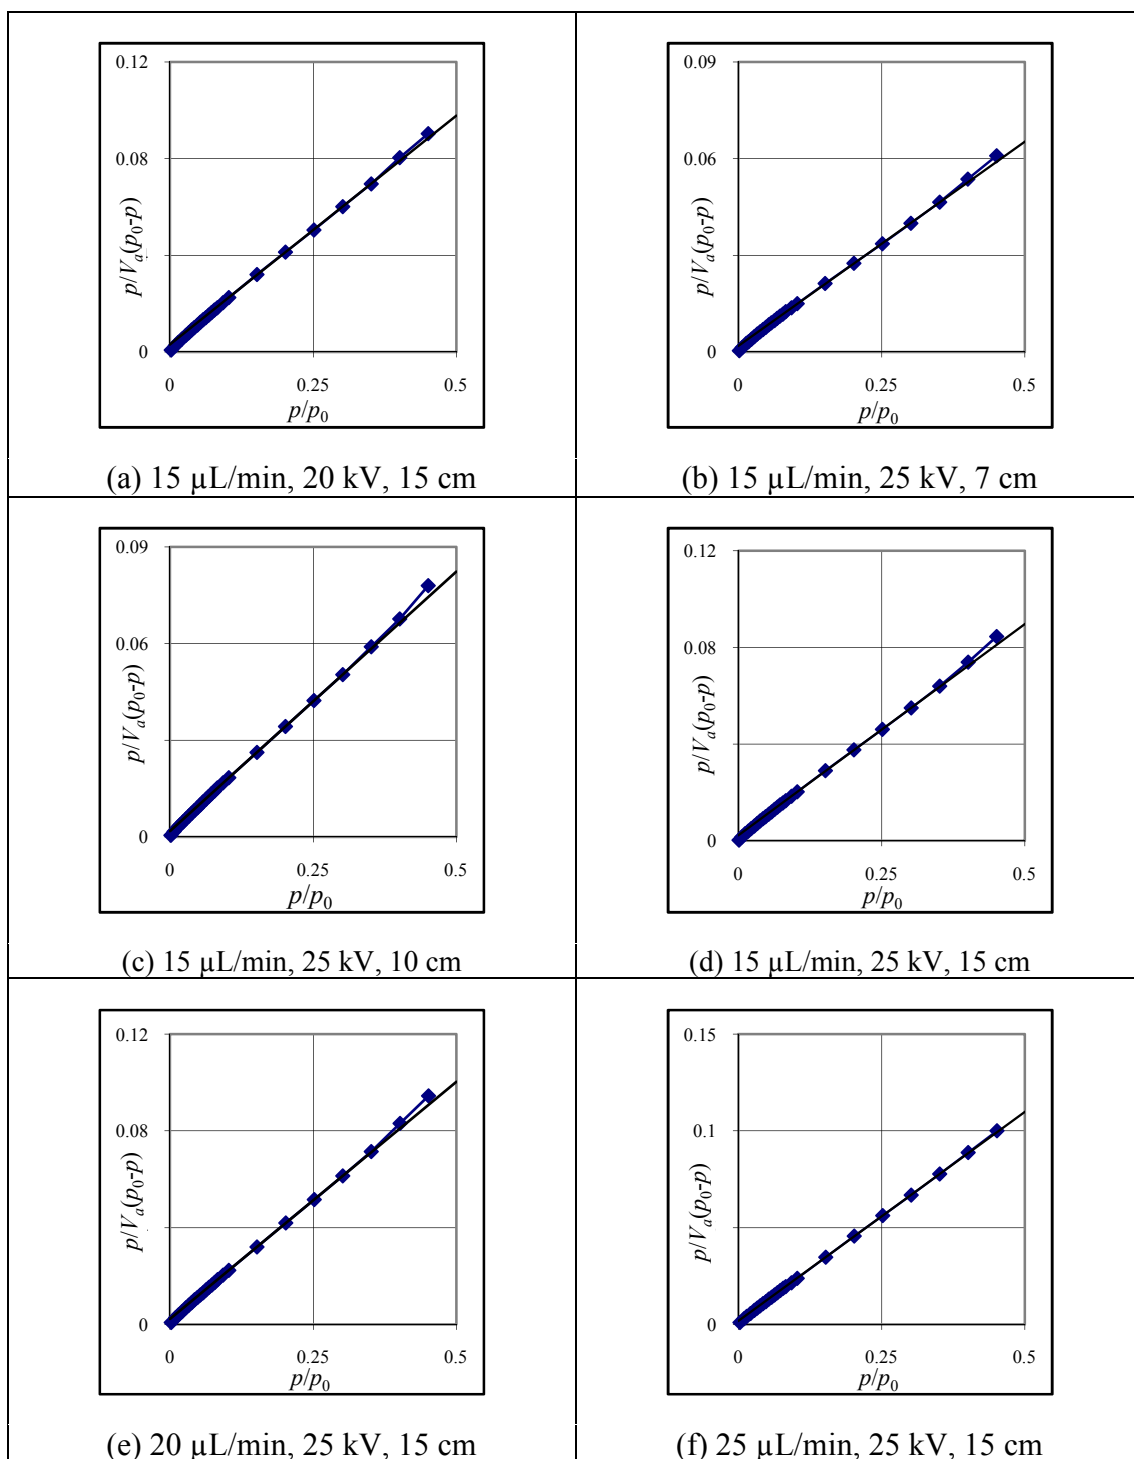 0.12
0.08
0
p/Vₐ(p₀-p)
0
0.25
0.5
p/p₀
(a) 15 µL/min, 20 kV, 15 cm
0.09
0.06
0
p/Vₐ(p₀-p)
0
0.25
0.5
p/p₀
(b) 15 µL/min, 25 kV, 7 cm
0.09
0.06
0
p/Vₐ(p₀-p)
0
0.25
0.5
p/p₀
(c) 15 µL/min, 25 kV, 10 cm
0.12
0.08
0
p/Vₐ(p₀-p)
0
0.25
0.5
p/p₀
(d) 15 µL/min, 25 kV, 15 cm
0.12
0.08
0
p/Vₐ(p₀-p)
0
0.25
0.5
p/p₀
(e) 20 µL/min, 25 kV, 15 cm
0.15
0.1
0
p/Vₐ(p₀-p)
0
0.25
0.5
p/p₀
(f) 25 µL/min, 25 kV, 15 cm